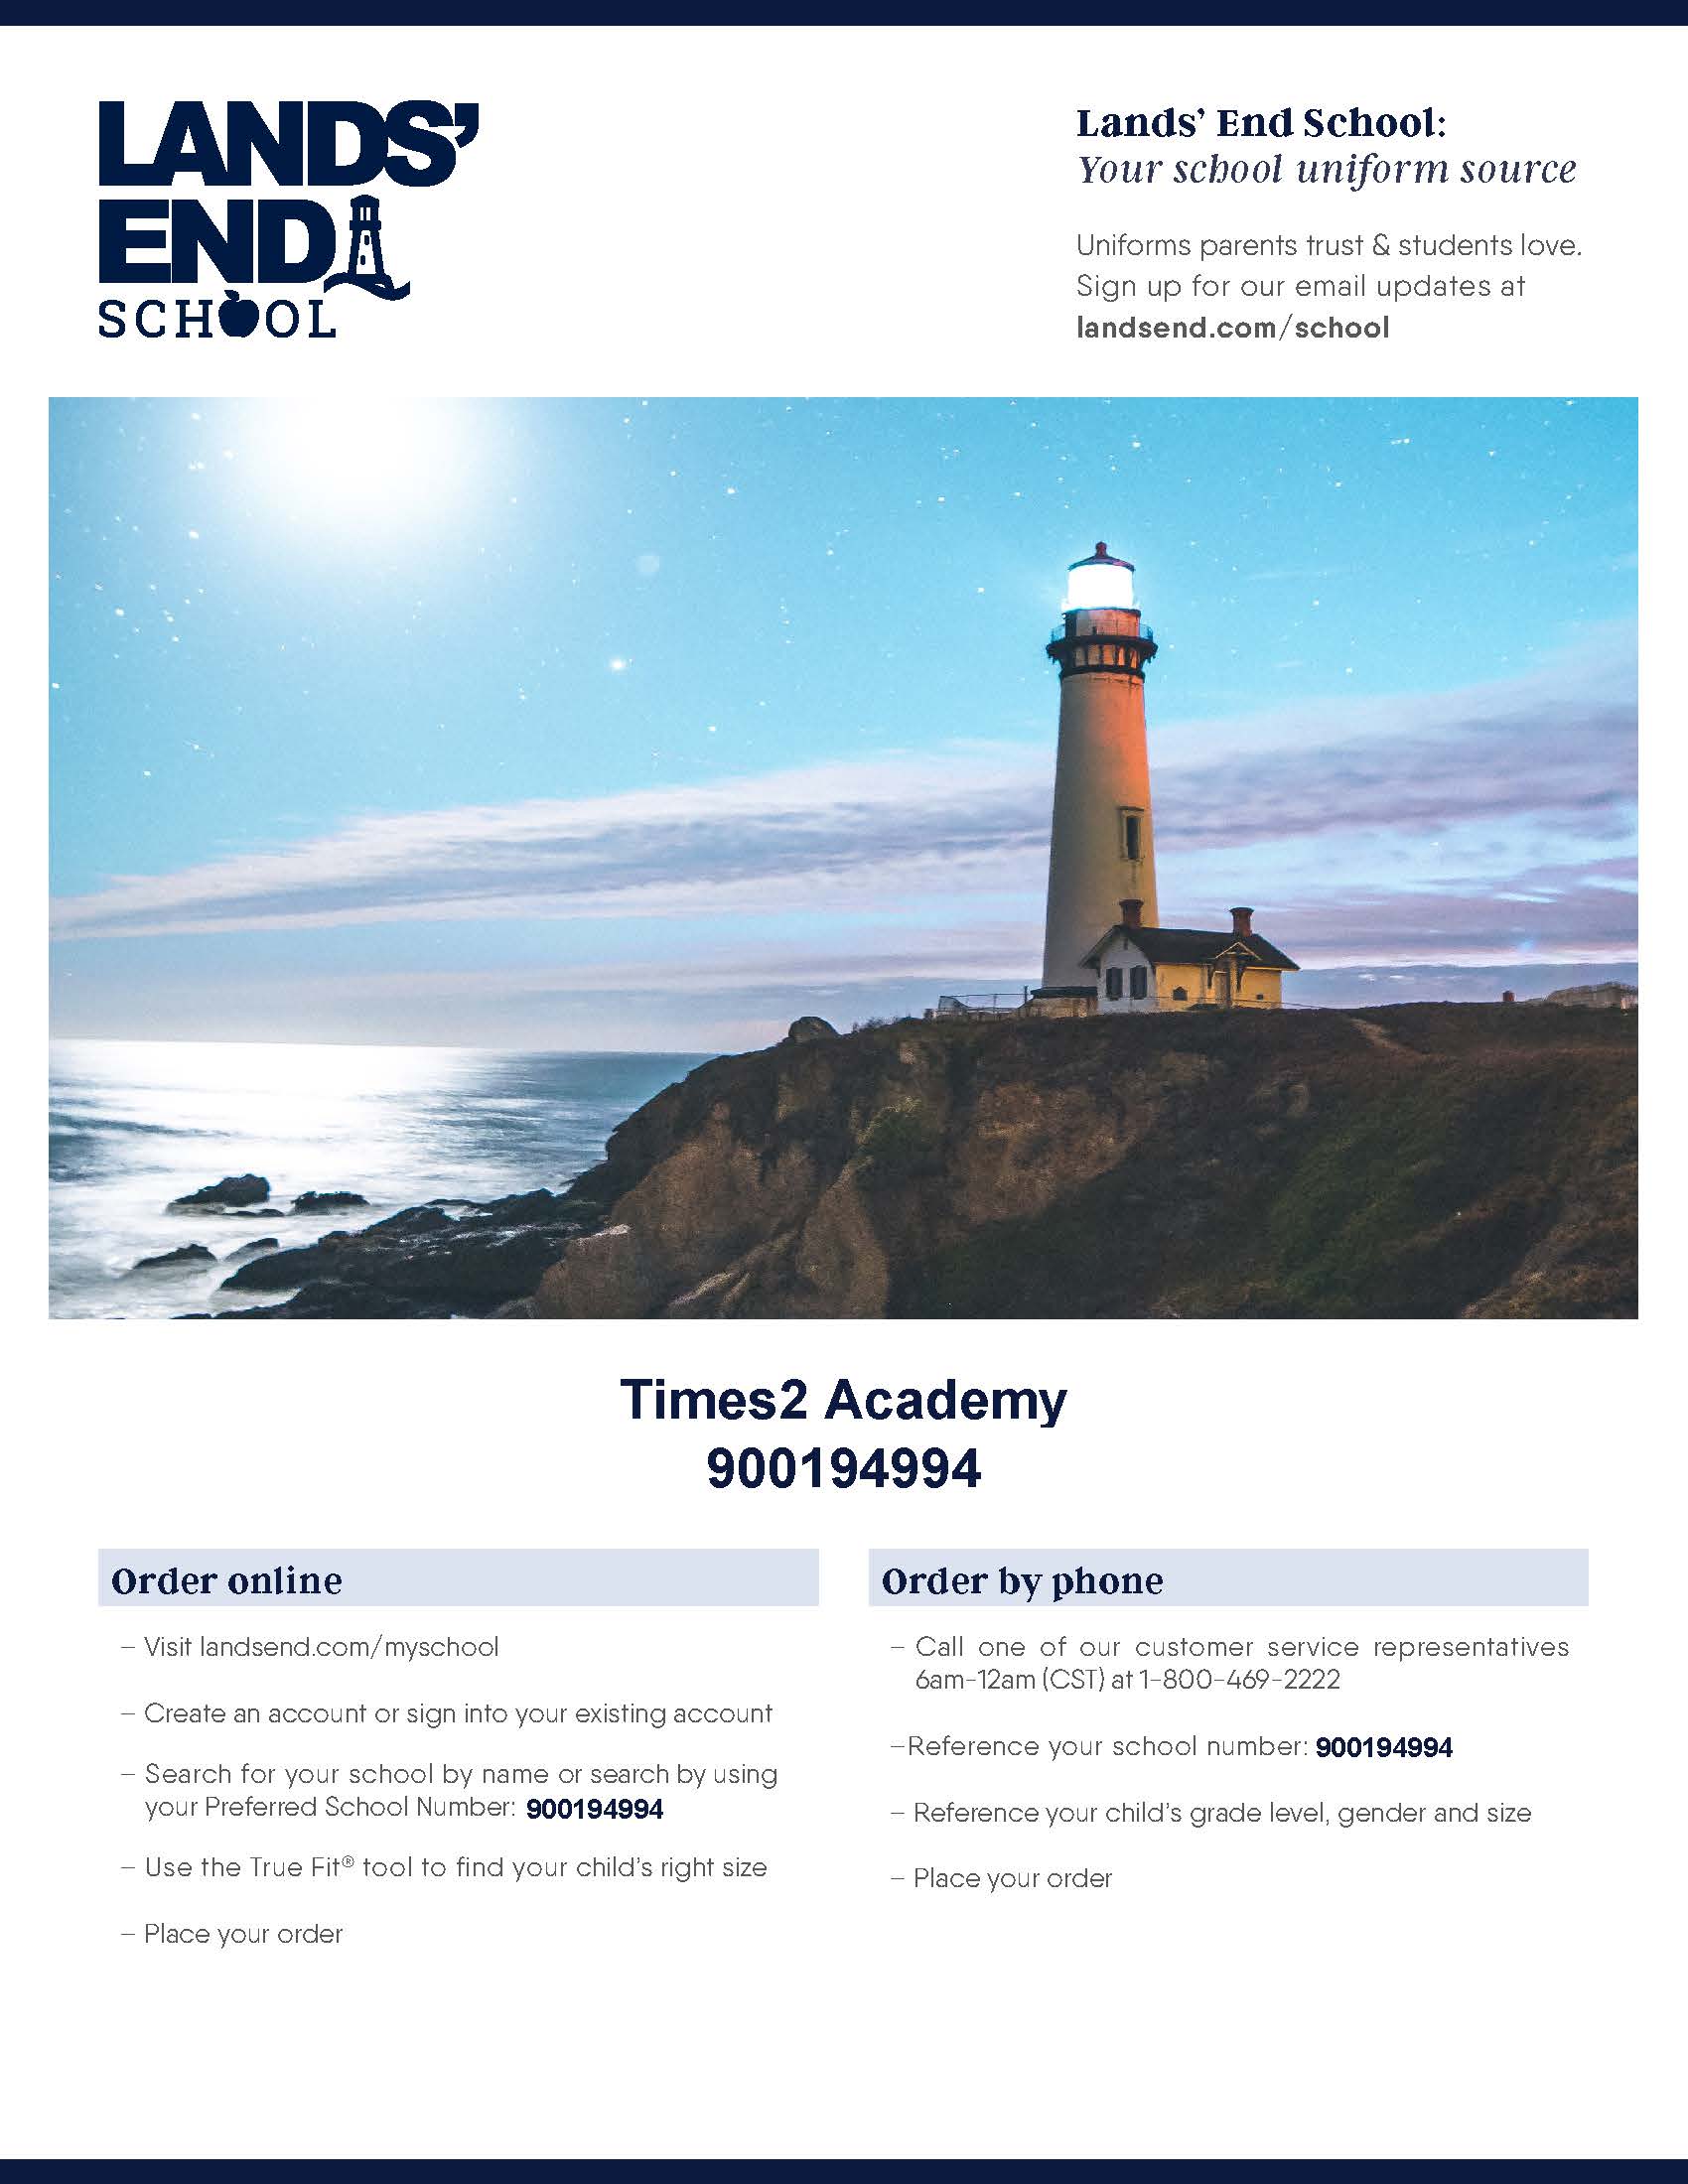 LANDS'
END
SCHOOL
Lands' End School:
Your school uniform source
Uniforms parents trust & students love.
Sign up for our email updates at
landsend.com/school
Times2 Academy
900194994
Order online
– Visit landsend.com/myschool
– Create an account or sign into your existing account
– Search for your school by name or search by using
your Preferred School Number: 900194994
– Use the True Fit® tool to find your child's right size
– Place your order
Order by phone
– Call one of our customer service representatives
6am-12am (CST) at 1-800-469-2222
–Reference your school number: 900194994
– Reference your child's grade level, gender and size
– Place your order